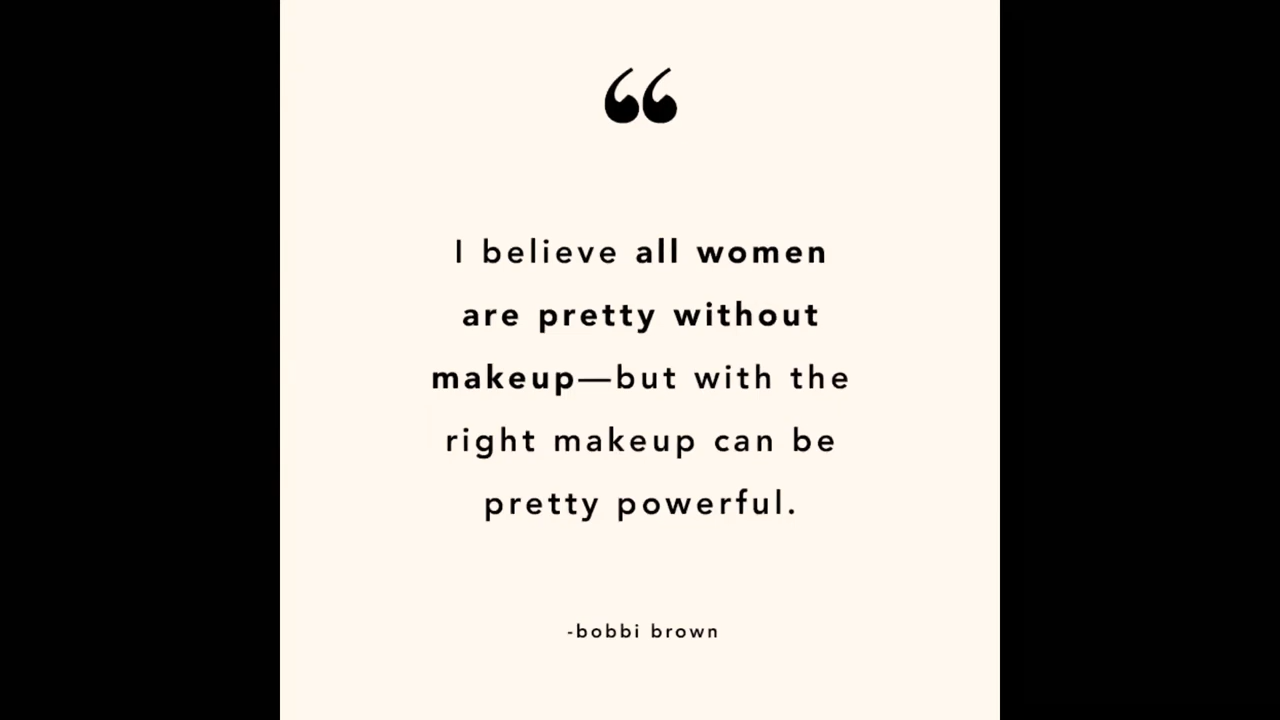 “
I believe all women
are pretty without
makeup—but with the
right makeup can be
pretty powerful.
-bobbi brown